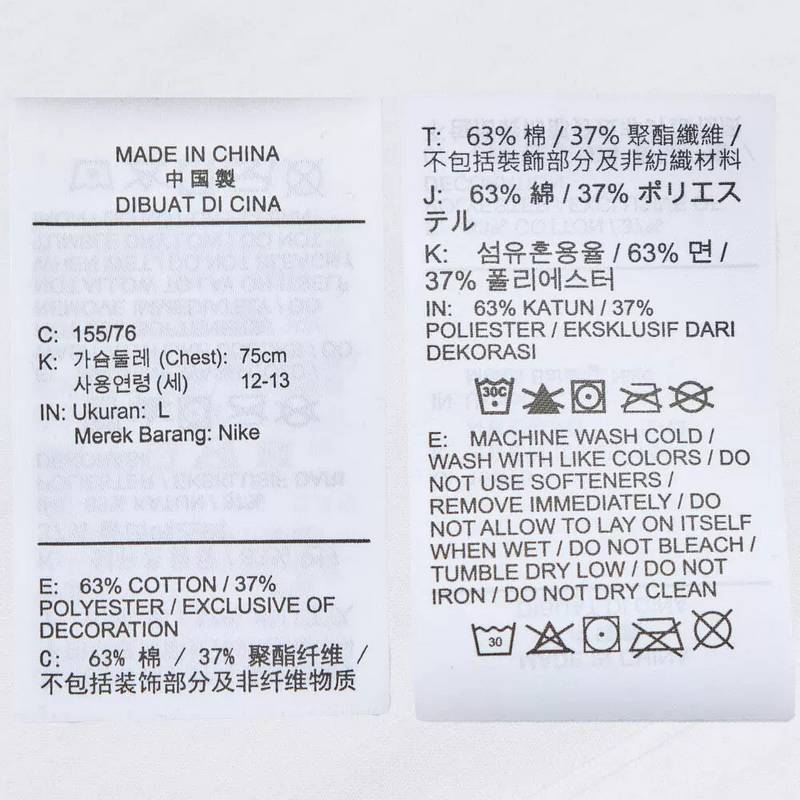 MADE IN CHINA
中国製
DIBUAT DI CINA
C: 155/76
K: 가슴둘레 (Chest): 75cm
사용연령 (세) 12-13
IN: Ukuran: L
Merek Barang: Nike
E: 63% COTTON / 37%
POLYESTER / EXCLUSIVE OF
DECORATION
C: 63% 棉 / 37% 聚酯纤维 /
不包括装饰部分及非纤维物质
T: 63% 棉 / 37% 聚酯纖維 /
不包括裝飾部分及非紡織材料
J: 63% 綿 / 37% ポリエス
テル
K: 섬유혼용율 / 63% 면 /
37% 폴리에스터
IN: 63% KATUN / 37%
POLIESTER / EKSKLUSIF DARI
DEKORASI
30C
E: MACHINE WASH COLD /
WASH WITH LIKE COLORS / DO
NOT USE SOFTENERS /
REMOVE IMMEDIATELY / DO
NOT ALLOW TO LAY ON ITSELF
WHEN WET / DO NOT BLEACH /
TUMBLE DRY LOW / DO NOT
IRON / DO NOT DRY CLEAN
30